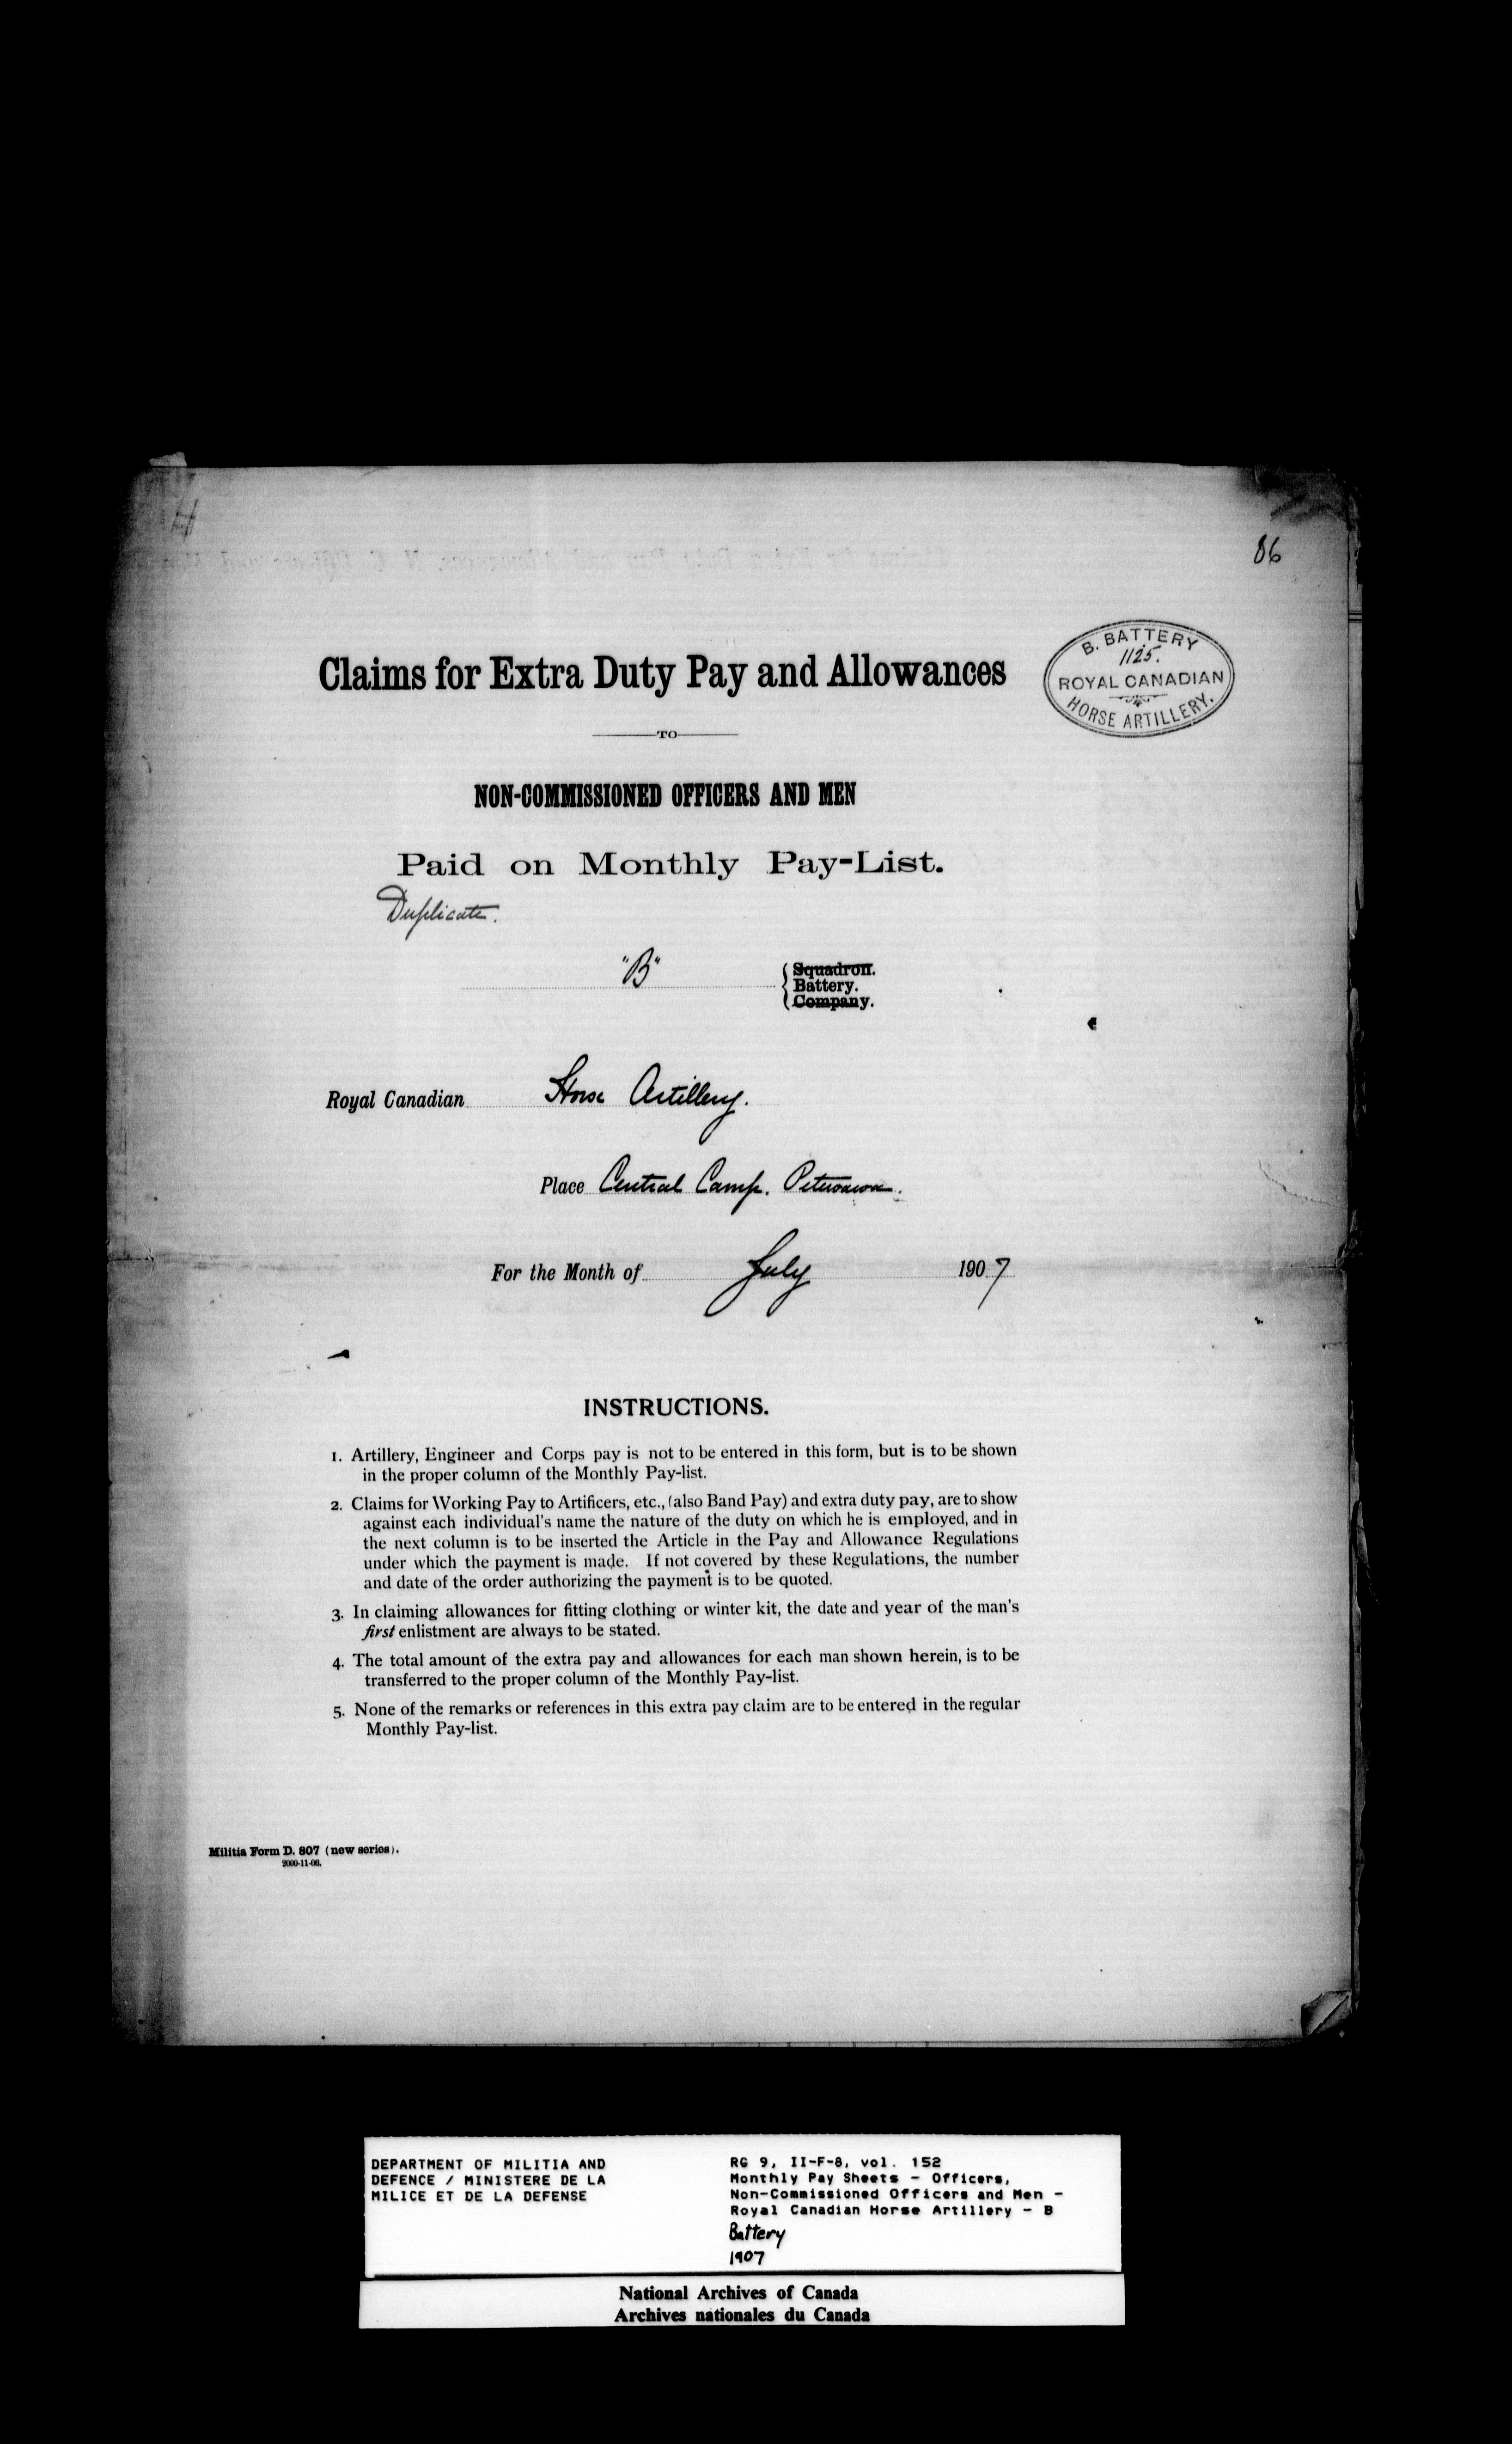 86
Claims for Extra Duty Pay and Allowances
B. BATTERY
1125.
ROYAL CANADIAN
HORSE ARTILLERY.
TO
NON-COMMISSIONED OFFICERS AND MEN
Paid on Monthly Pay-List.
Duplicate.
"B"
Squadron.
Battery.
Company.
Royal Canadian Horse Artillery.
Place Central Camp. Petewawa.
For the Month of July 1907
INSTRUCTIONS.
1. Artillery, Engineer and Corps pay is not to be entered in this form, but is to be shown
in the proper column of the Monthly Pay-list.
2. Claims for Working Pay to Artificers, etc., (also Band Pay) and extra duty pay, are to show
against each individual's name the nature of the duty on which he is employed, and in
the next column is to be inserted the Article in the Pay and Allowance Regulations
under which the payment is made. If not covered by these Regulations, the number
and date of the order authorizing the payment is to be quoted.
3. In claiming allowances for fitting clothing or winter kit, the date and year of the man's
first enlistment are always to be stated.
4. The total amount of the extra pay and allowances for each man shown herein, is to be
transferred to the proper column of the Monthly Pay-list.
5. None of the remarks or references in this extra pay claim are to be entered in the regular
Monthly Pay-list.
Militia Form D. 807 (new series).
2000-11-06.
DEPARTMENT OF MILITIA AND
DEFENCE / MINISTERE DE LA
MILICE ET DE LA DEFENSE
RG 9, II-F-8, vol. 152
Monthly Pay Sheets - Officers,
Non-Commissioned Officers and Men -
Royal Canadian Horse Artillery - B
Battery
1907
National Archives of Canada
Archives nationales du Canada